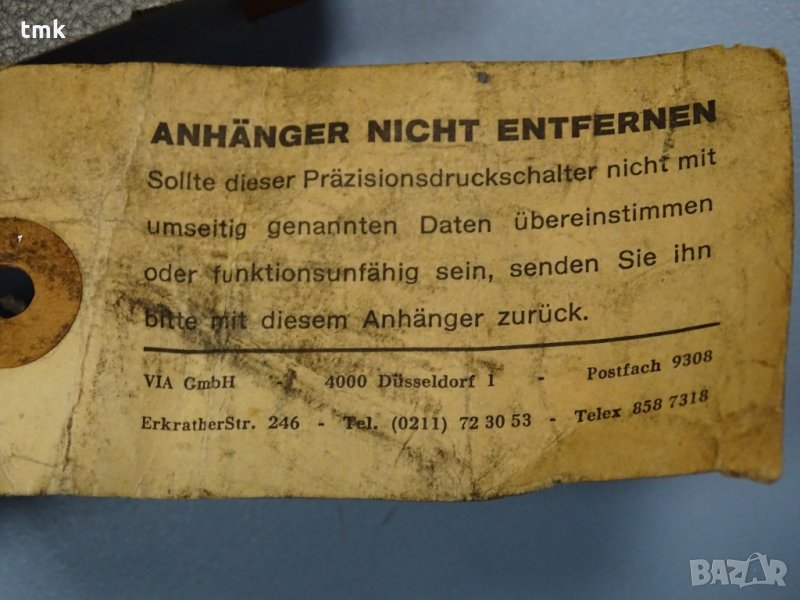 tmk
ANHÄNGER NICHT ENTFERNEN
Sollte dieser Präzisionsdruckschalter nicht mit
umseitig genannten Daten übereinstimmen
oder funktionsunfähig sein, senden Sie ihn
bitte mit diesem Anhänger zurück.
VIA GmbH - 4000 Düsseldorf 1 - Postfach 9308
ErkratherStr. 246 - Tel. (0211) 72 30 53 - Telex 858 7318
BAZAR